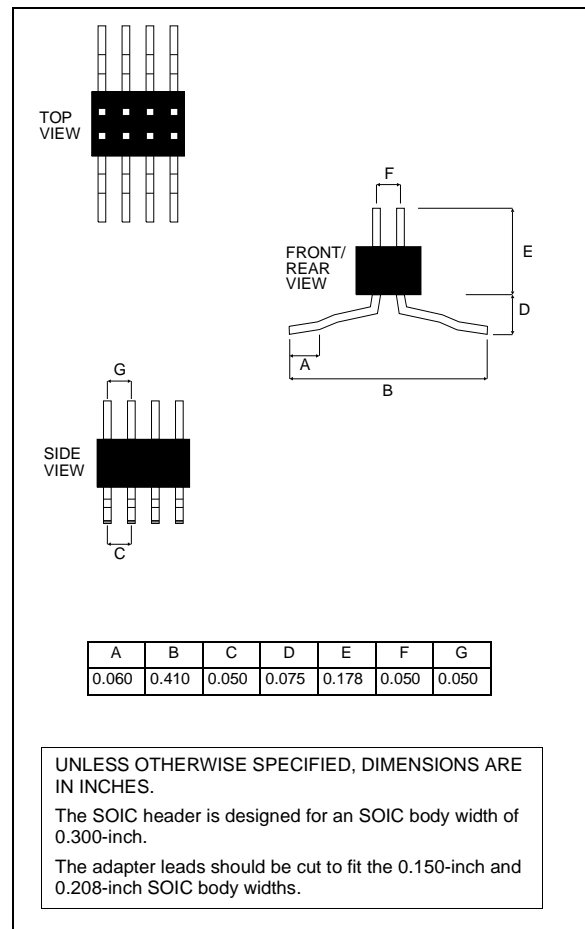 TOP
VIEW
F
FRONT/
REAR
VIEW
E
D
A
B
G
SIDE
VIEW
C
A B C D E F G
0.060 0.410 0.050 0.075 0.178 0.050 0.050
UNLESS OTHERWISE SPECIFIED, DIMENSIONS ARE
IN INCHES.
The SOIC header is designed for an SOIC body width of
0.300-inch.
The adapter leads should be cut to fit the 0.150-inch and
0.208-inch SOIC body widths.